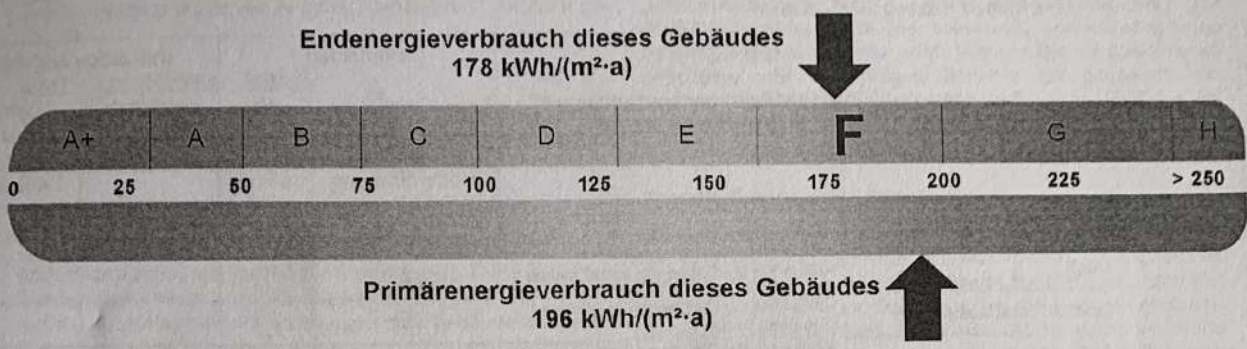 Endenergieverbrauch dieses Gebäudes
178 kWh/(m²·a)
A+ A B C D E F G H
0 25 50 75 100 125 150 175 200 225 > 250
Primärenergieverbrauch dieses Gebäudes
196 kWh/(m²·a)